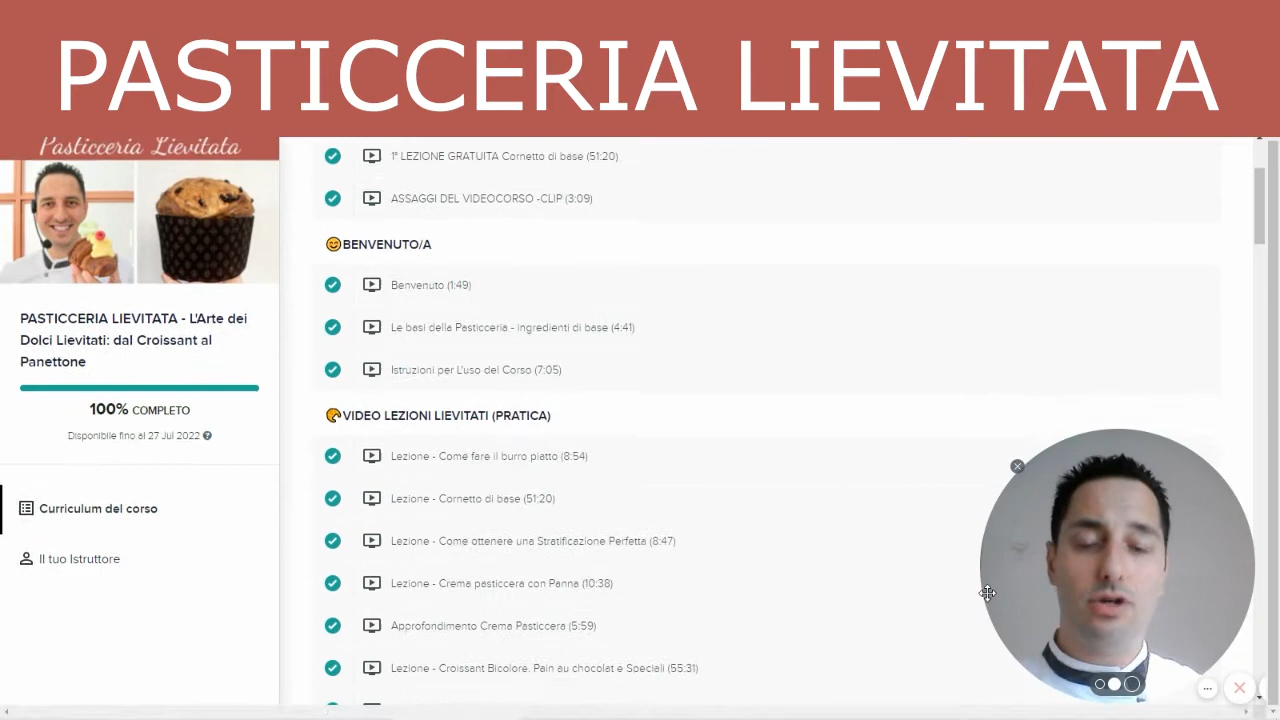 PASTICCERIA LIEVITATA
Pasticceria Lievitata
1° LEZIONE GRATUITA Cornetto di base (51:20)
ASSAGGI DEL VIDEOCORSO -CLIP (3:09)
BENVENUTO/A
Benvenuto (1:49)
Le basi della Pasticceria - ingredienti di base (4:41)
Istruzioni per L'uso del Corso (7:05)
PASTICCERIA LIEVITATA - L'Arte dei
Dolci Lievitati: dal Croissant al
Panettone
100% COMPLETO
Disponibile fino al 27 Jul 2022 ?
Curriculum del corso
Il tuo Istruttore
VIDEO LEZIONI LIEVITATI (PRATICA)
Lezione - Come fare il burro piatto (8:54)
Lezione - Cornetto di base (51:20)
Lezione - Come ottenere una Stratificazione Perfetta (8:47)
Lezione - Crema pasticcera con Panna (10:38)
Approfondimento Crema Pasticcera (5:59)
Lezione - Croissant Bicolore. Pain au chocolat e Speciali (55:31)